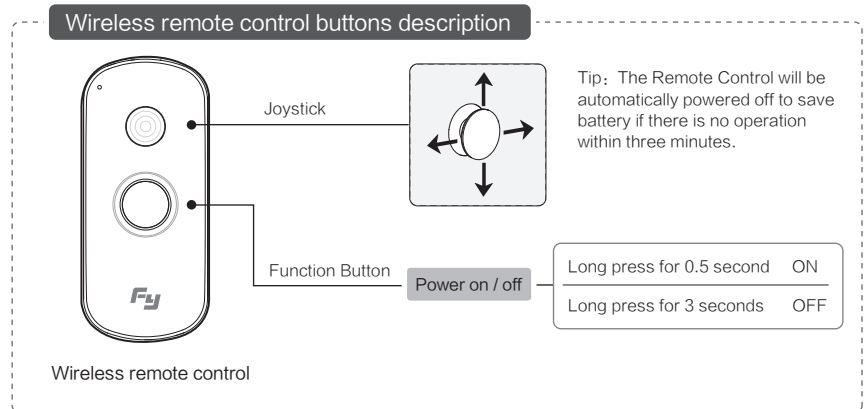 Wireless remote control buttons description
Joystick
Tip：The Remote Control will be
automatically powered off to save
battery if there is no operation
within three minutes.
Function Button
Power on / off
Long press for 0.5 second ON
Long press for 3 seconds OFF
Fy
Wireless remote control